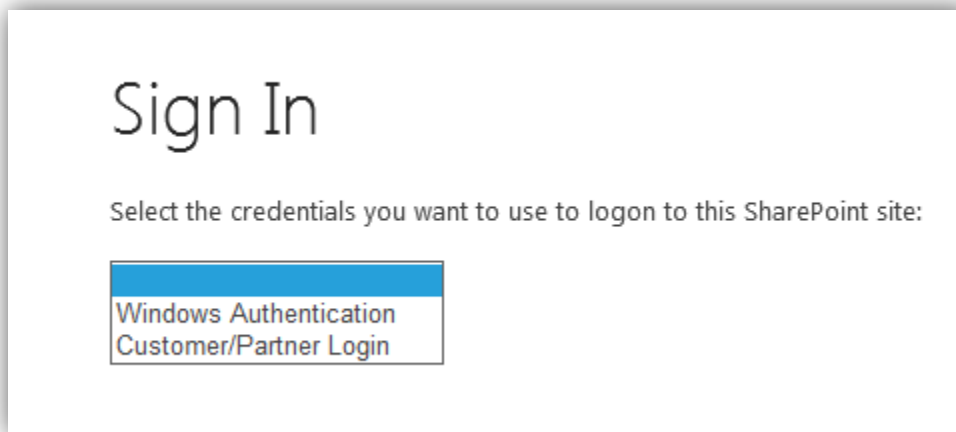 Sign In
Select the credentials you want to use to logon to this SharePoint site:
Windows Authentication
Customer/Partner Login